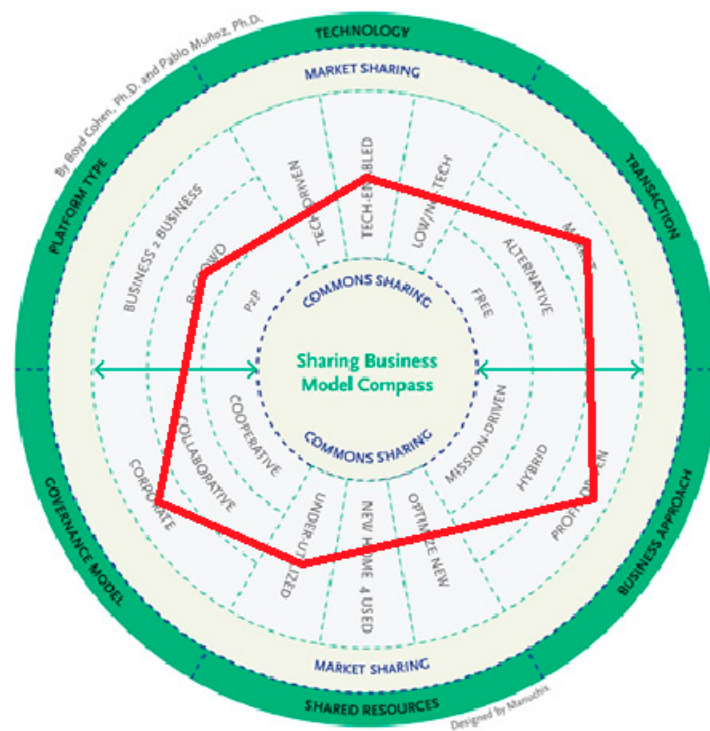 By Boyd Cohen, Ph.D. and Pablo Muñoz, Ph.D.
TECHNOLOGY
MARKET SHARING
PLATFORM TYPE
TRANSACTION
BUSINESS 2 BUSINESS
TECH-DRIVEN
TECH-ENABLED
LOW/NO-TECH
MARKET
ALTERNATIVE
P2P
FREE
COMMONS SHARING
Sharing Business
Model Compass
COMMONS SHARING
COOPERATIVE
COLLABORATIVE
CORPORATE
MISSION-DRIVEN
HYBRID
PROFIT-DRIVEN
UNDER-UTILIZED
NEW HOME 4 USED
OPTIMIZE NEW
GOVERNANCE MODEL
BUSINESS APPROACH
MARKET SHARING
SHARED RESOURCES
Designed by Manuchis.